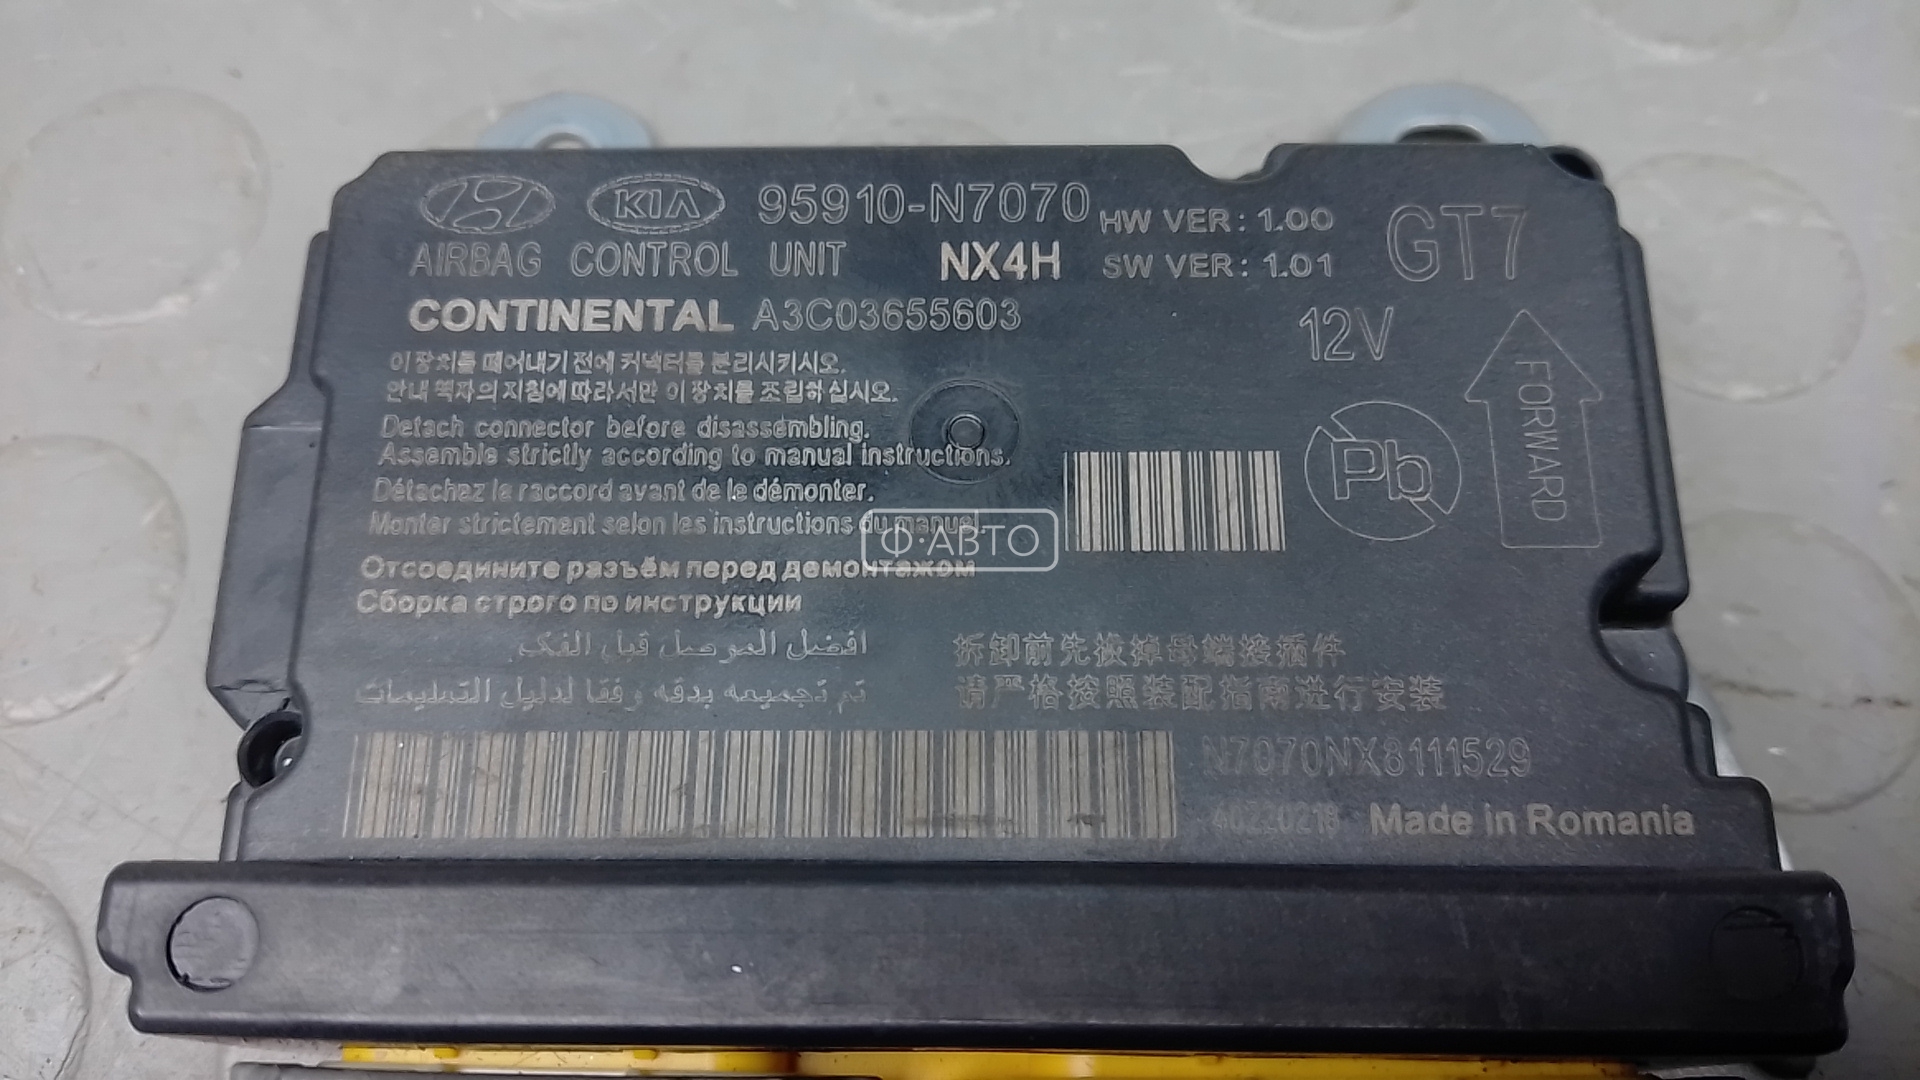 KIA 95910-N7070 HW VER : 1.00 GT7
AIRBAG CONTROL UNIT NX4H SW VER : 1.01
CONTINENTAL A3C03655603
12V
이 장치를 떼어내기 전에 커넥터를 분리시키시오.
안내 책자의 지침에 따라서만 이 장치를 조립하십시오.
Detach connector before disassembling.
Assemble strictly according to manual instructions.
Détachez le raccord avant de le démonter.
Monter strictement selon les instructions du manuel.
Pb
FORWARD
Ф·АВТО
Отсоедините разъём перед демонтажом
Сборка строго по инструкции
افضل الموصل قبل الفك.
تم تجميعه بدقه وفقا لدليل التعليمات
拆卸前先拔掉母端接插件
请严格按照装配指南进行安装
N7070NX8111529
40220218 Made in Romania